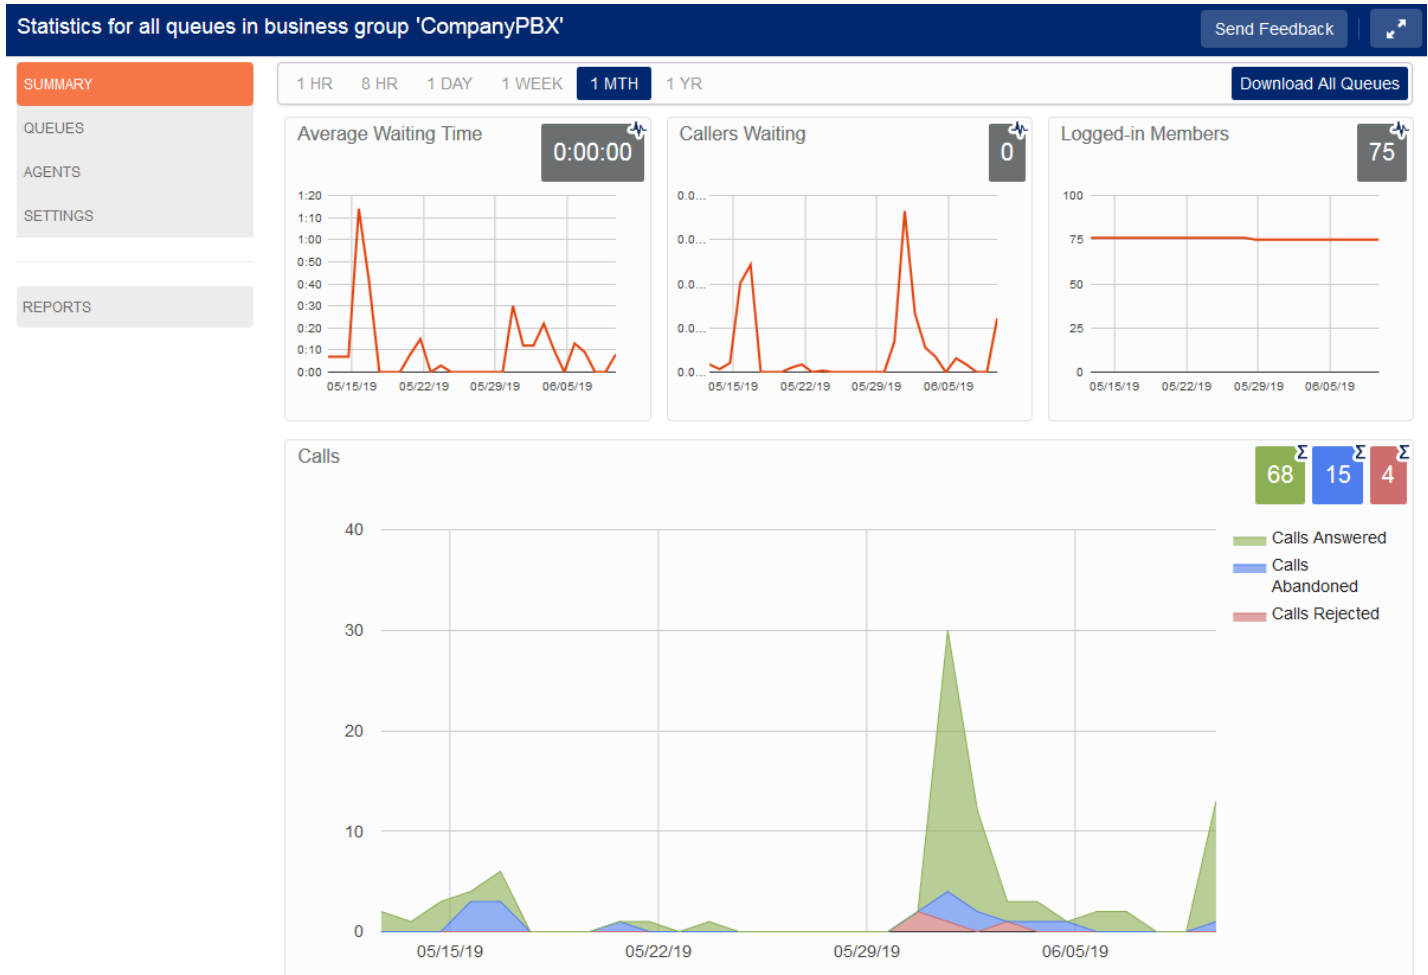 Statistics for all queues in business group 'CompanyPBX'
Send Feedback
SUMMARY
QUEUES
AGENTS
SETTINGS
REPORTS
1 HR 8 HR 1 DAY 1 WEEK 1 MTH 1 YR
Download All Queues
Average Waiting Time
0:00:00
1:20
1:10
1:00
0:50
0:40
0:30
0:20
0:10
0:00
05/15/19 05/22/19 05/29/19 06/05/19
Callers Waiting
0
0.0...
0.0...
0.0...
0.0...
0.0...
05/15/19 05/22/19 05/29/19 06/05/19
Logged-in Members
75
100
75
50
25
0
05/15/19 05/22/19 05/29/19 06/05/19
Calls
Σ Σ Σ
68 15 4
40
30
20
10
0
05/15/19 05/22/19 05/29/19 06/05/19
Calls Answered
Calls
Abandoned
Calls Rejected